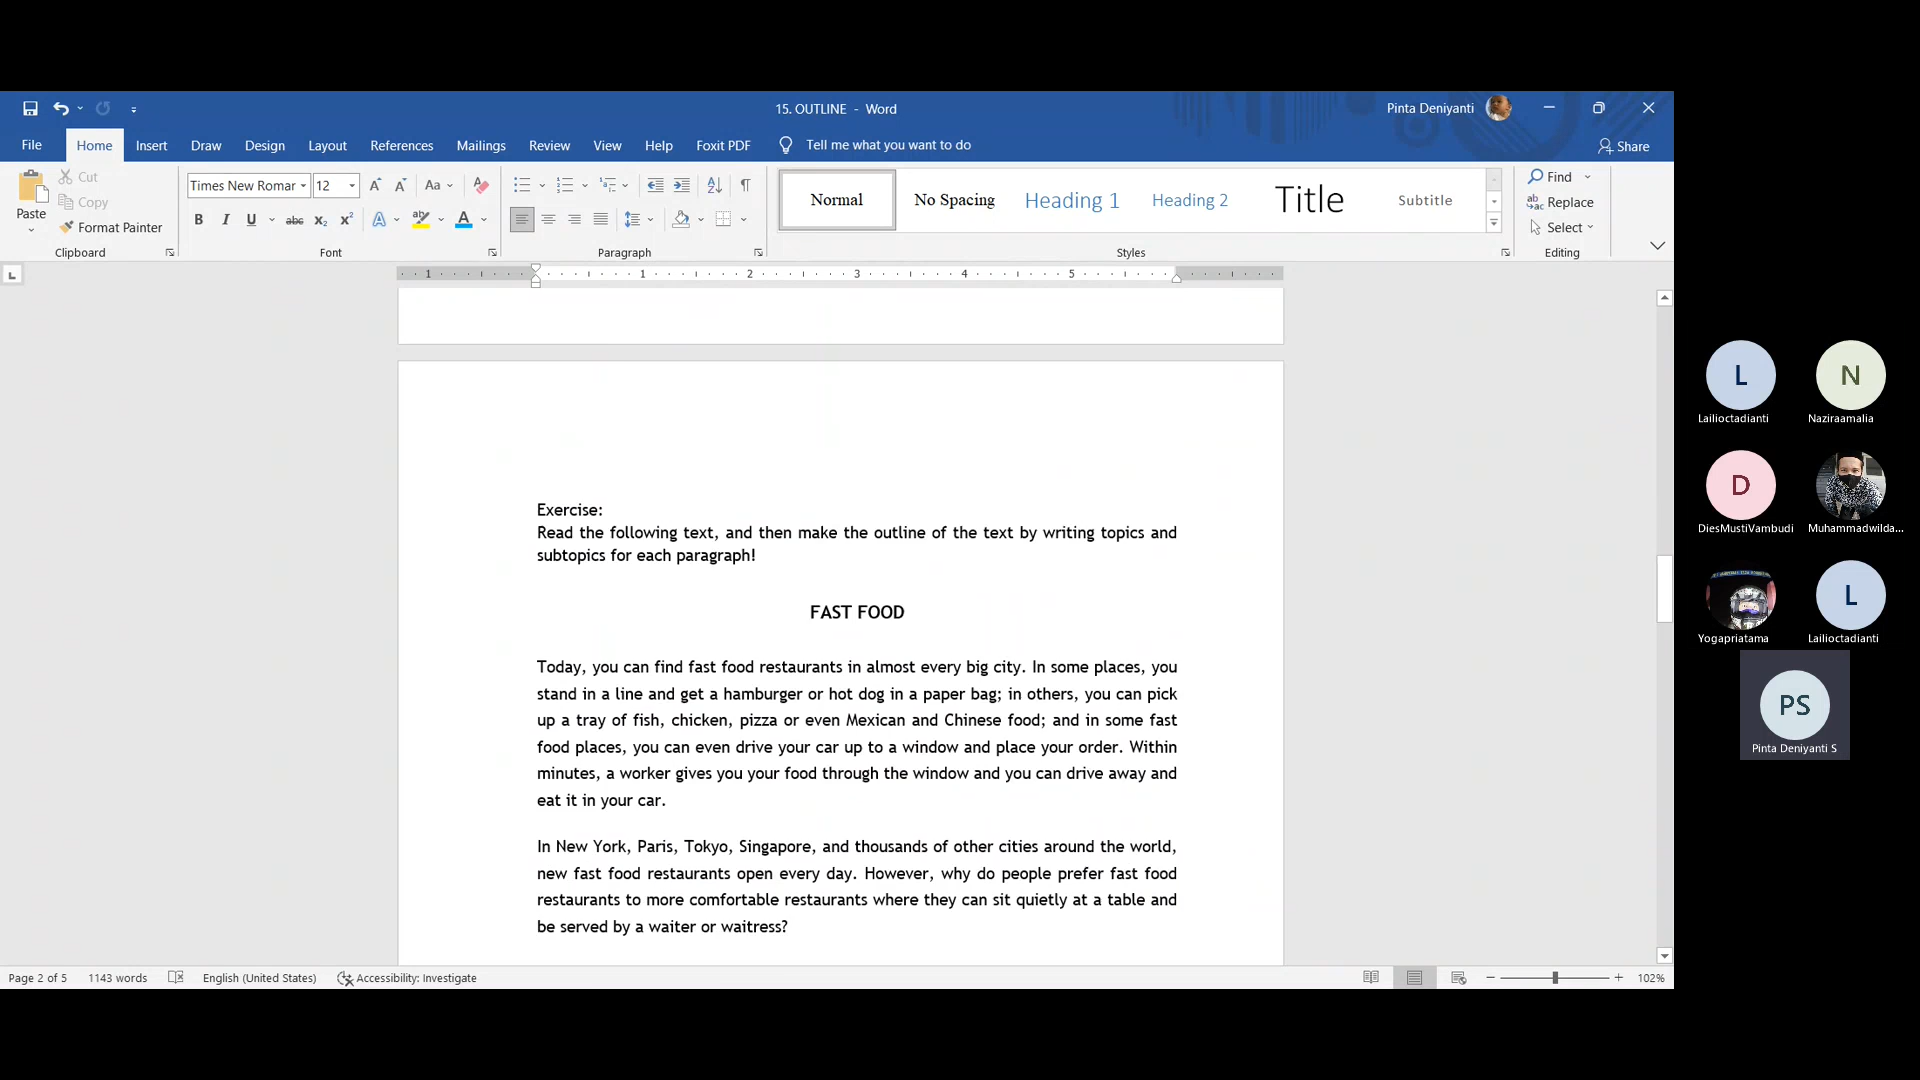 15. OUTLINE - Word
Pinta Deniyanti
File Home Insert Draw Design Layout References Mailings Review View Help Foxit PDF Tell me what you want to do Share
Paste
Cut
Copy
Format Painter
Clipboard
Times New Romar 12
Font
Paragraph
Normal No Spacing Heading 1 Heading 2 Title Subtitle
Styles
Find
Replace
Select
Editing
1 1 2 3 4 5
Exercise:
Read the following text, and then make the outline of the text by writing topics and
subtopics for each paragraph!
FAST FOOD
Today, you can find fast food restaurants in almost every big city. In some places, you
stand in a line and get a hamburger or hot dog in a paper bag; in others, you can pick
up a tray of fish, chicken, pizza or even Mexican and Chinese food; and in some fast
food places, you can even drive your car up to a window and place your order. Within
minutes, a worker gives you your food through the window and you can drive away and
eat it in your car.
In New York, Paris, Tokyo, Singapore, and thousands of other cities around the world,
new fast food restaurants open every day. However, why do people prefer fast food
restaurants to more comfortable restaurants where they can sit quietly at a table and
be served by a waiter or waitress?
Page 2 of 5 1143 words English (United States) Accessibility: Investigate 102%
L
Lailioctadianti
N
Naziraamalia
D
DiesMustiVambudi
Muhammadwilda...
Yogapriatama
L
Lailioctadianti
PS
Pinta Deniyanti S